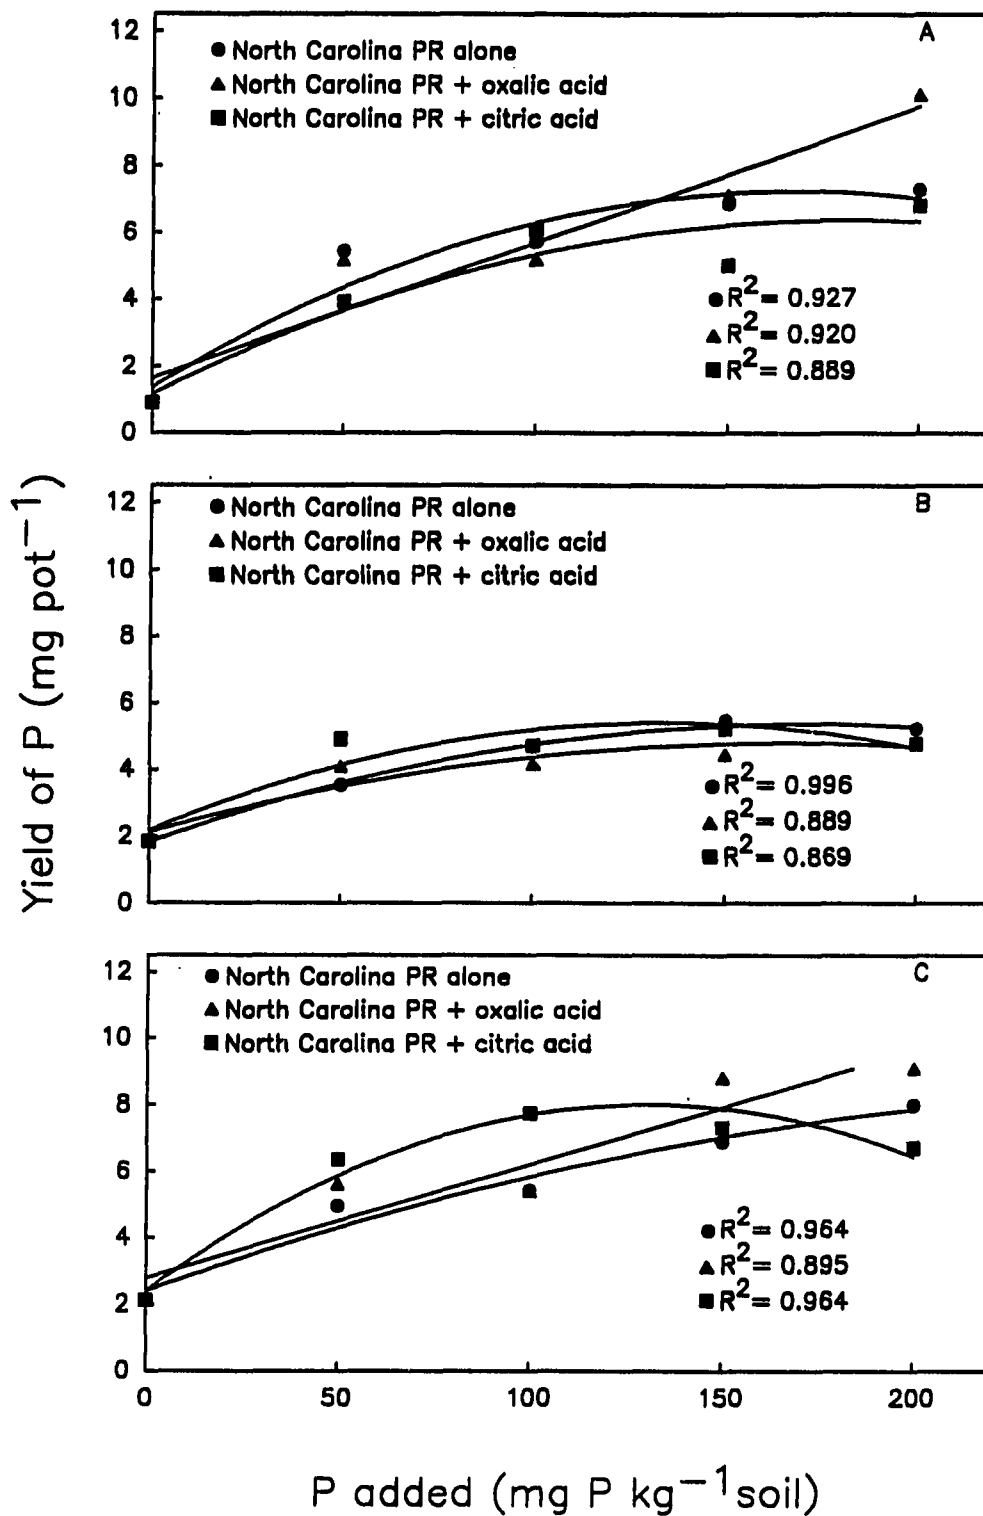 A
● North Carolina PR alone
▲ North Carolina PR + oxalic acid
■ North Carolina PR + citric acid
12
10
8
6
4
2
0
● R² = 0.927
▲ R² = 0.920
■ R² = 0.889
B
● North Carolina PR alone
▲ North Carolina PR + oxalic acid
■ North Carolina PR + citric acid
12
10
8
6
4
2
0
● R² = 0.996
▲ R² = 0.889
■ R² = 0.869
Yield of P (mg pot⁻¹)
C
● North Carolina PR alone
▲ North Carolina PR + oxalic acid
■ North Carolina PR + citric acid
12
10
8
6
4
2
0
● R² = 0.964
▲ R² = 0.895
■ R² = 0.964
0 50 100 150 200
P added (mg P kg⁻¹soil)